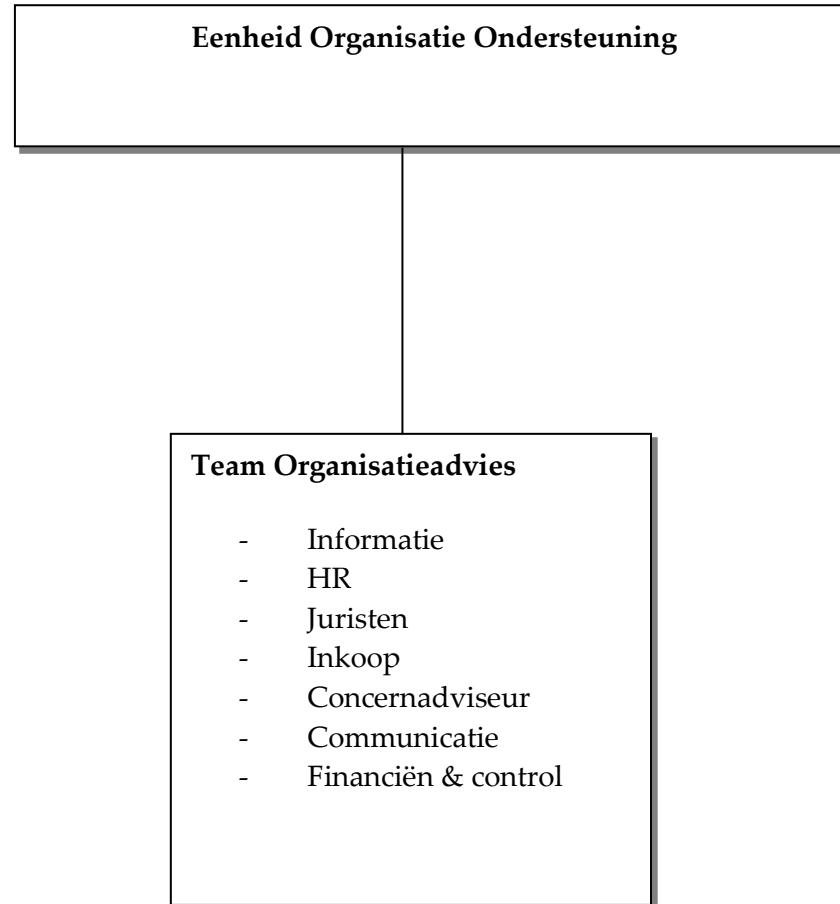 Eenheid Organisatie Ondersteuning
Team Organisatieadvies
- Informatie
- HR
- Juristen
- Inkoop
- Concernadviseur
- Communicatie
- Financiën & control